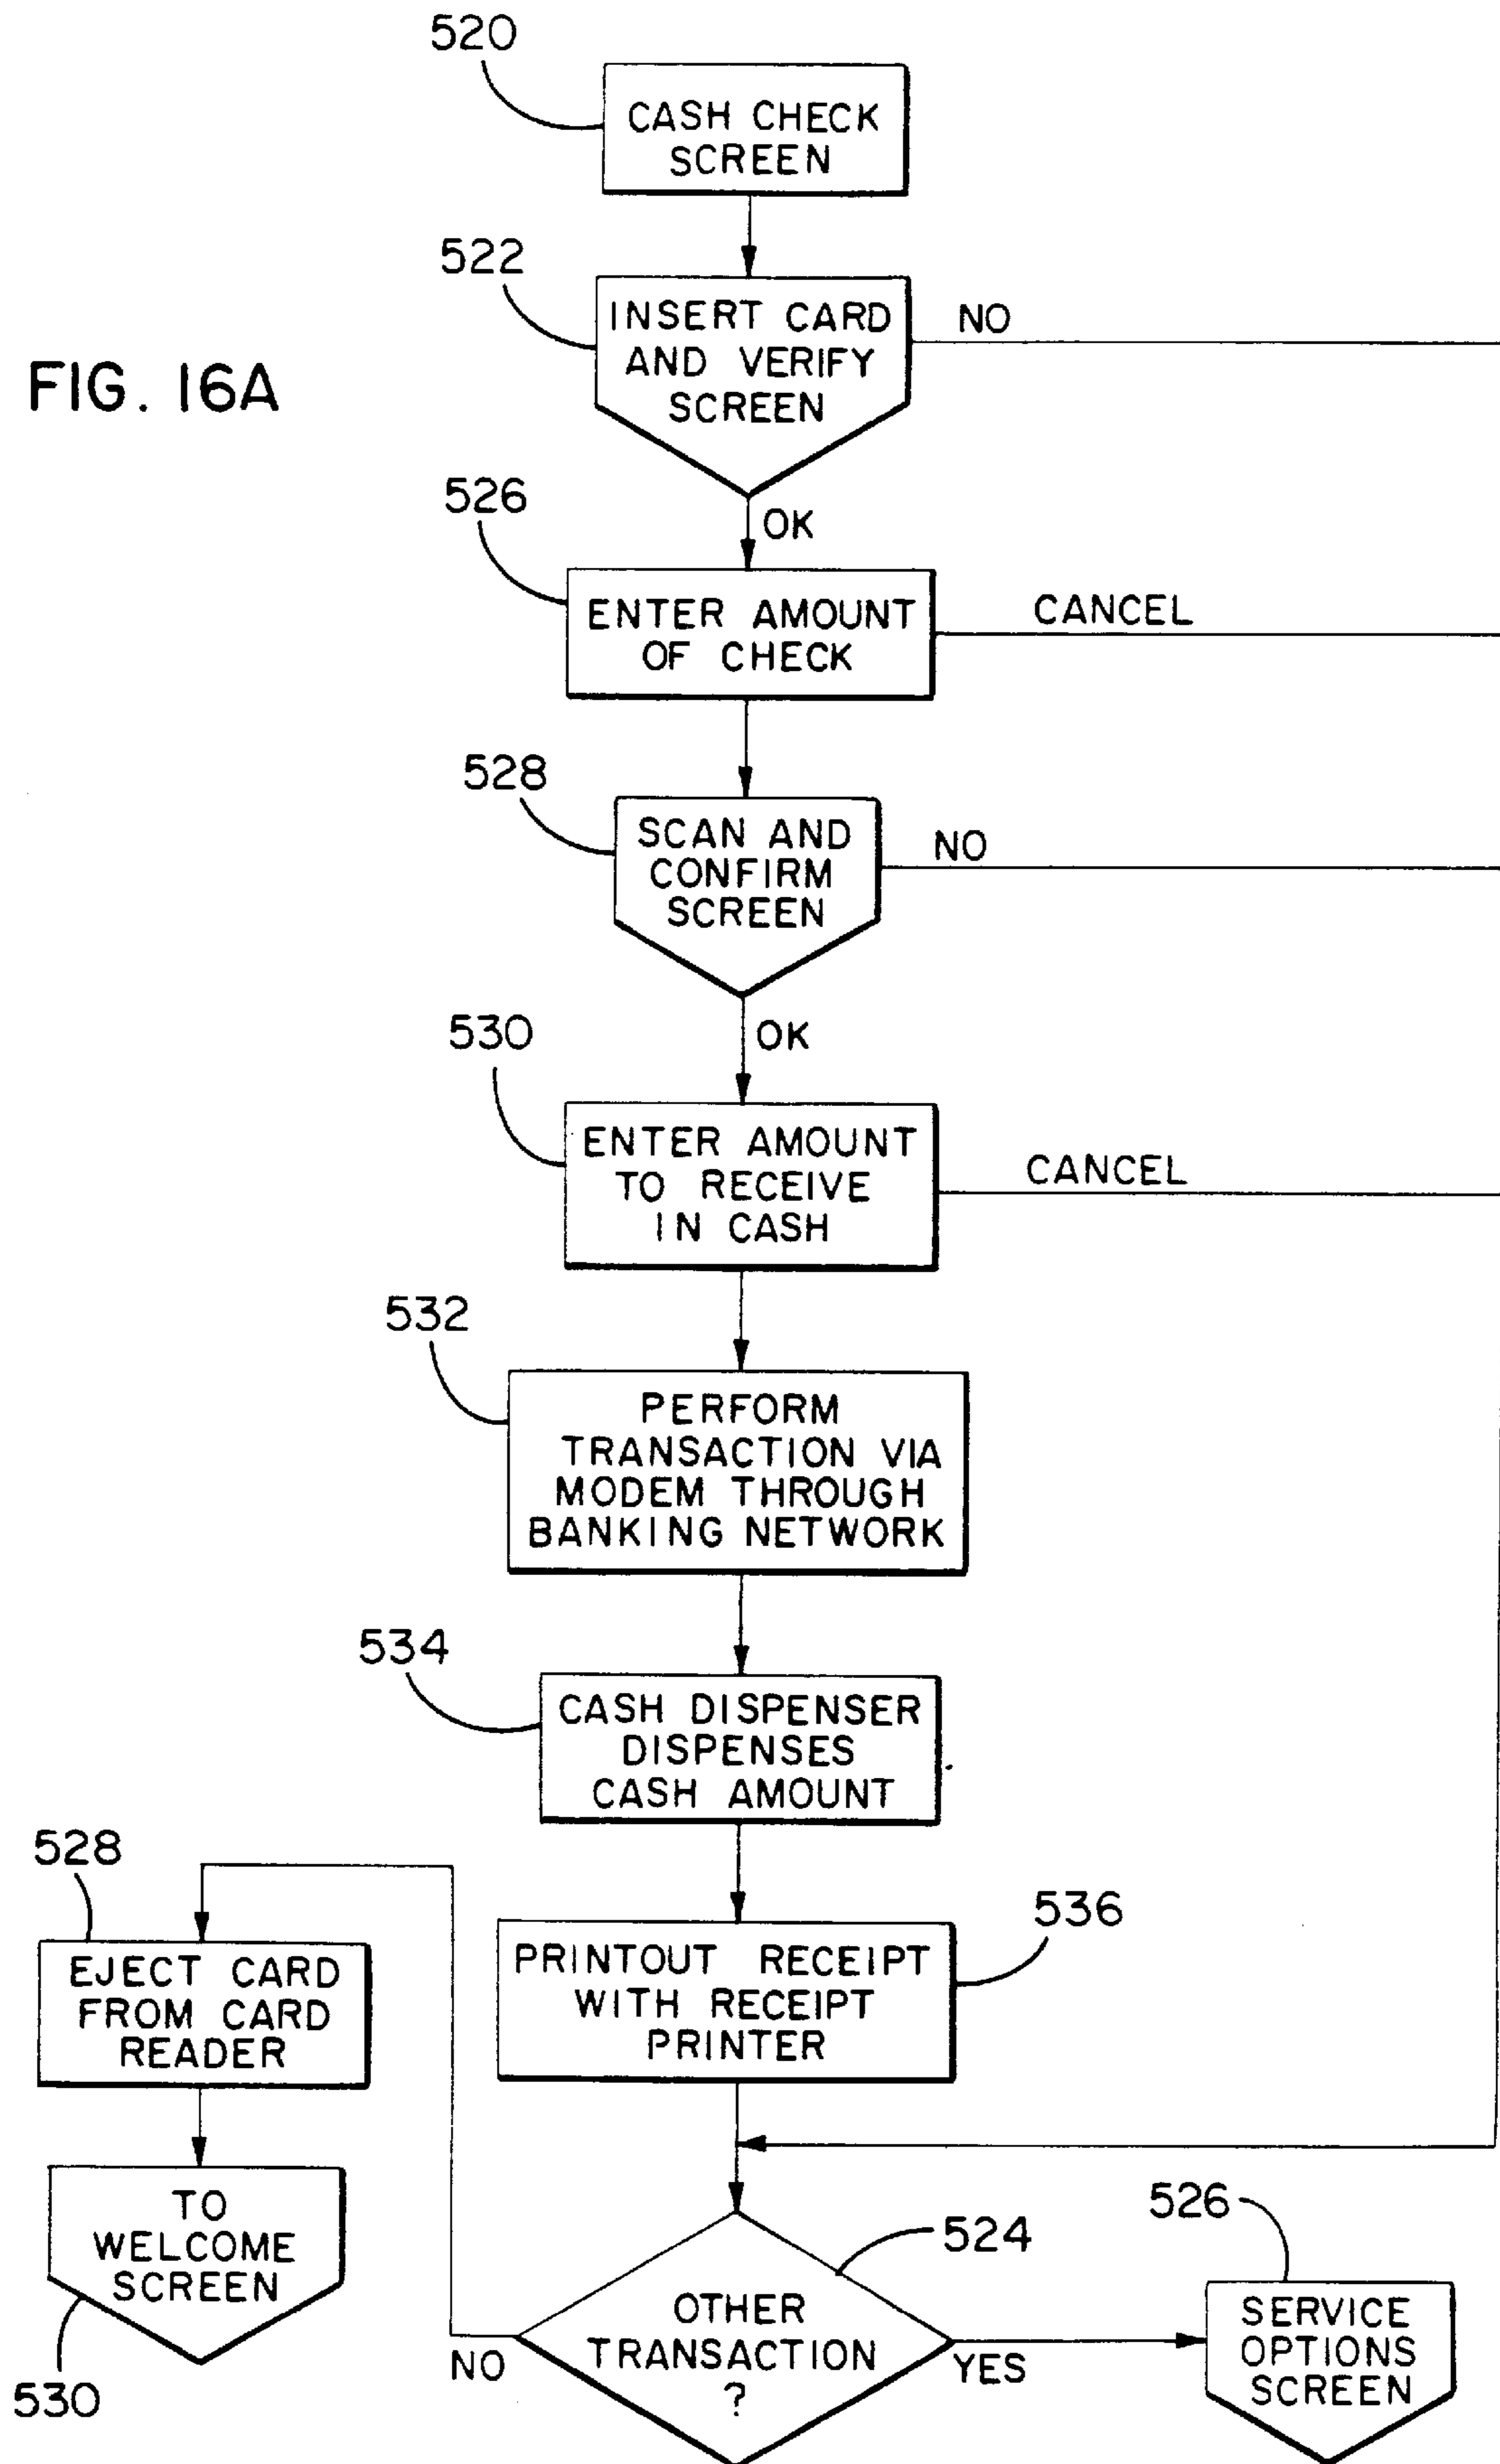 520
CASH CHECK
SCREEN
522
INSERT CARD
AND VERIFY
SCREEN
NO
FIG. 16A
OK
526
ENTER AMOUNT
OF CHECK
CANCEL
528
SCAN AND
CONFIRM
SCREEN
NO
OK
530
ENTER AMOUNT
TO RECEIVE
IN CASH
CANCEL
532
PERFORM
TRANSACTION VIA
MODEM THROUGH
BANKING NETWORK
534
CASH DISPENSER
DISPENSES
CASH AMOUNT
528
EJECT CARD
FROM CARD
READER
536
PRINTOUT RECEIPT
WITH RECEIPT
PRINTER
TO
WELCOME
SCREEN
530
524
OTHER
TRANSACTION
?
NO
YES
526
SERVICE
OPTIONS
SCREEN